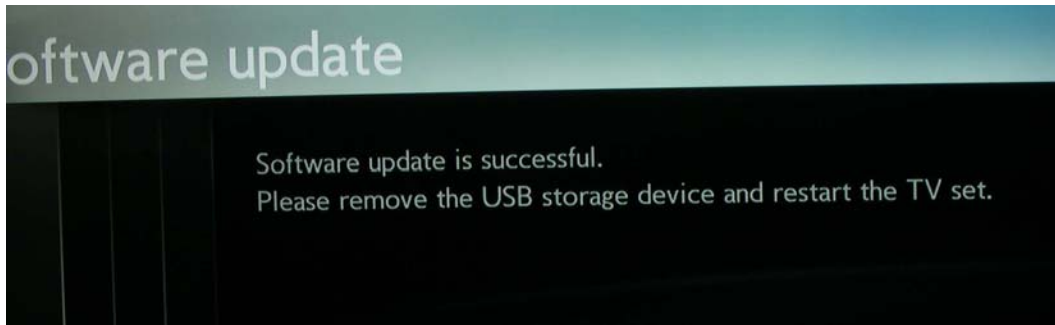 oftware update
Software update is successful.
Please remove the USB storage device and restart the TV set.